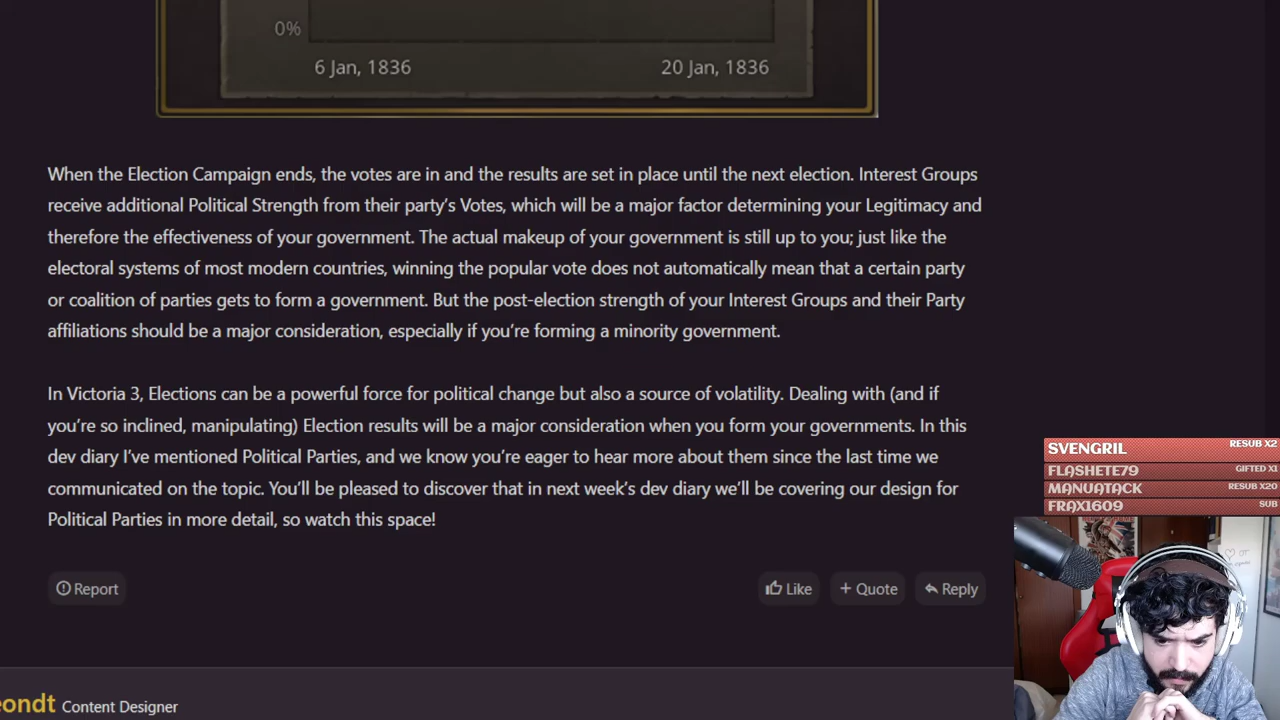 0%
6 Jan, 1836
20 Jan, 1836
When the Election Campaign ends, the votes are in and the results are set in place until the next election. Interest Groups
receive additional Political Strength from their party's Votes, which will be a major factor determining your Legitimacy and
therefore the effectiveness of your government. The actual makeup of your government is still up to you; just like the
electoral systems of most modern countries, winning the popular vote does not automatically mean that a certain party
or coalition of parties gets to form a government. But the post-election strength of your Interest Groups and their Party
affiliations should be a major consideration, especially if you're forming a minority government.
In Victoria 3, Elections can be a powerful force for political change but also a source of volatility. Dealing with (and if
you're so inclined, manipulating) Election results will be a major consideration when you form your governments. In this
dev diary I've mentioned Political Parties, and we know you're eager to hear more about them since the last time we
communicated on the topic. You'll be pleased to discover that in next week's dev diary we'll be covering our design for
Political Parties in more detail, so watch this space!
Report
Like
+ Quote
Reply
eondt Content Designer
SVENGRIL RESUB X2
FLASHETE79 GIFTED X1
MANUATACK RESUB X20
FRAX1609 SUB